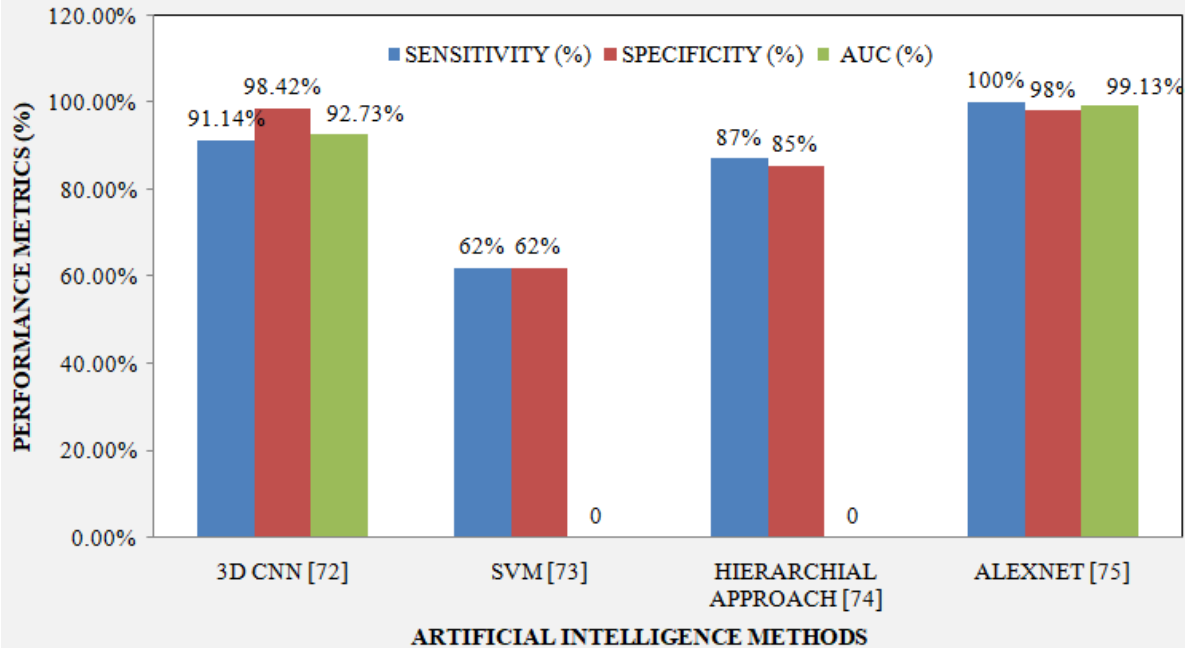 120.00%
100.00%
80.00%
60.00%
40.00%
20.00%
0.00%
PERFORMANCE METRICS (%)
SENSITIVITY (%) SPECIFICITY (%) AUC (%)
91.14%
98.42%
92.73%
62% 62%
0
87%
85%
0
100%
98%
99.13%
3D CNN [72]
SVM [73]
HIERARCHIAL
APPROACH [74]
ALEXNET [75]
ARTIFICIAL INTELLIGENCE METHODS